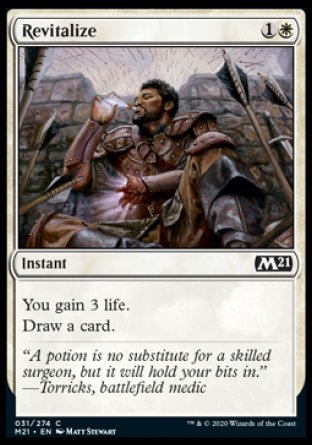 Revitalize 1
Instant M21
You gain 3 life.
Draw a card.
“A potion is no substitute for a skilled
surgeon, but it will hold your bits in.”
—Torricks, battlefield medic
031/274 C
M21 • EN Matt Stewart ™ & © 2020 Wizards of the Coast